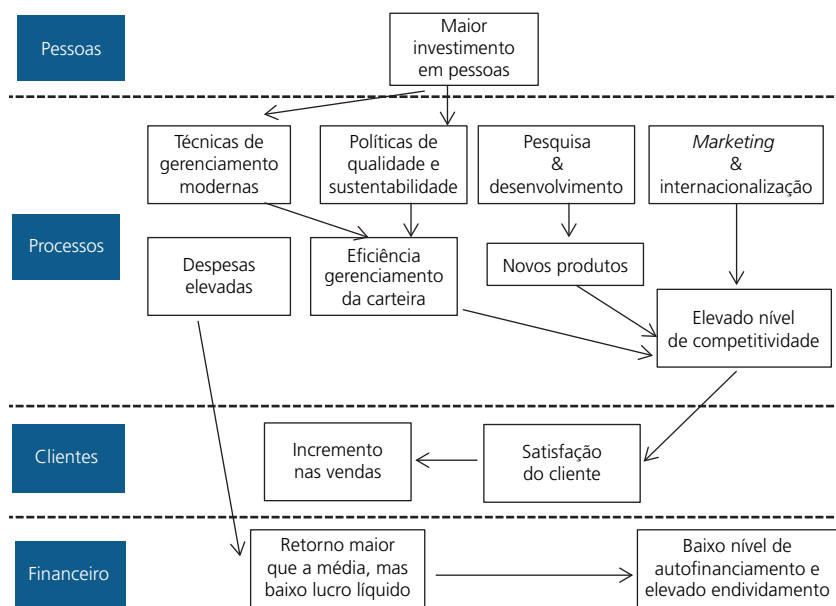 Pessoas
Maior
investimento
em pessoas
Processos
Técnicas de
gerenciamento
modernas
Políticas de
qualidade e
sustentabilidade
Pesquisa
&
desenvolvimento
Marketing
&
internacionalização
Despesas
elevadas
Eficiência
gerenciamento
da carteira
Novos produtos
Elevado nível
de competitividade
Clientes
Incremento
nas vendas
Satisfação
do cliente
Financeiro
Retorno maior
que a média, mas
baixo lucro líquido
Baixo nível de
autofinanciamento e
elevado endividamento